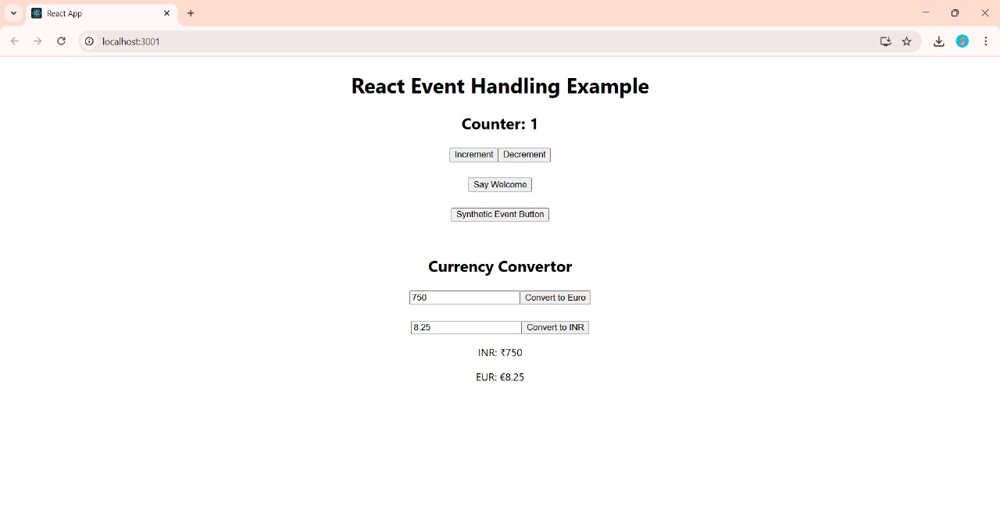 React App
localhost:3001
React Event Handling Example
Counter: 1
Increment Decrement
Say Welcome
Synthetic Event Button
Currency Convertor
750 Convert to Euro
8.25 Convert to INR
INR: ₹750
EUR: €8.25